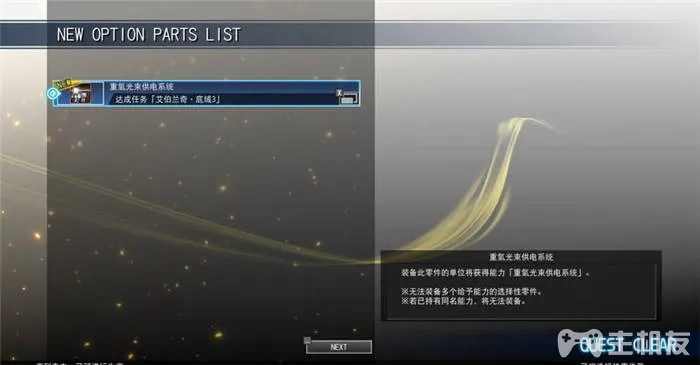 NEW OPTION PARTS LIST
NEW
重氢光束供电系统
达成任务「艾伯兰奇·底域3」
X
重氢光束供电系统
装备此零件的单位将获得能力「重氢光束供电系统」。
※无法装备多个给予能力的选择性零件。
※若已持有同名能力、将无法装备。
NEXT
QUEST CLEAR
主机友